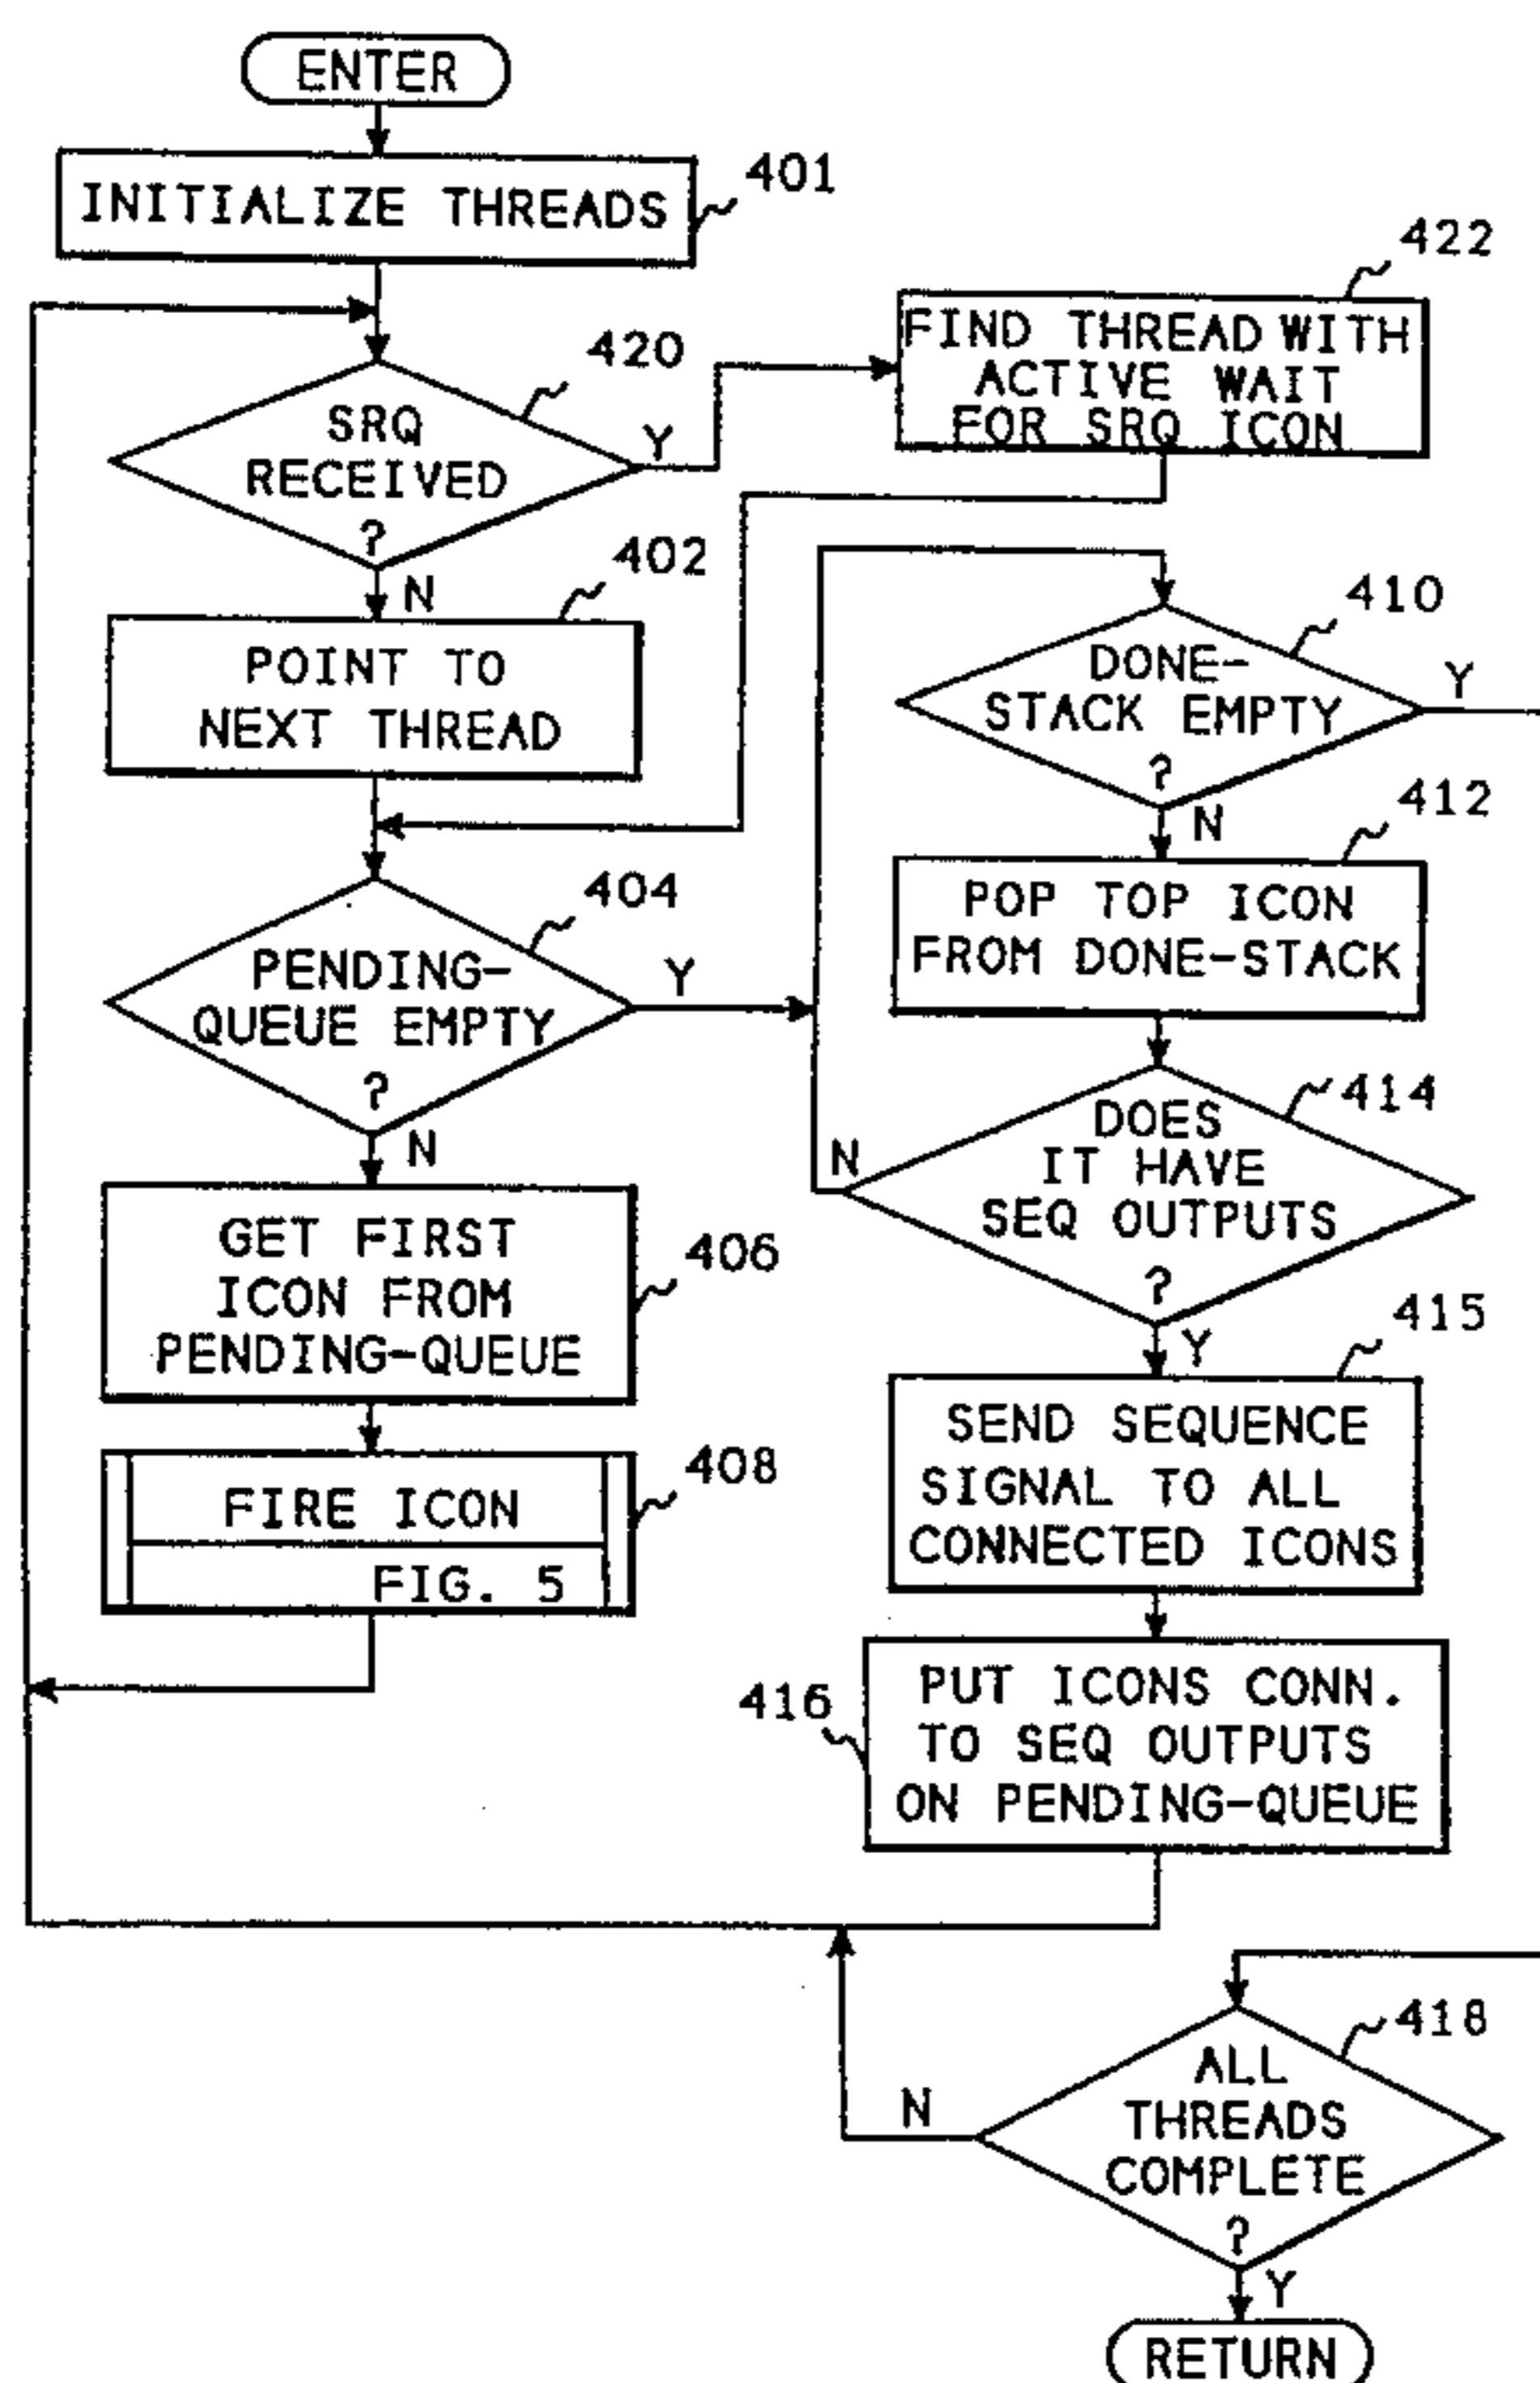 ENTER
INITIALIZE THREADS
401
SRQ
RECEIVED
?
420
Y
N
FIND THREAD WITH
ACTIVE WAIT
FOR SRQ ICON
422
POINT TO
NEXT THREAD
402
PENDING-
QUEUE EMPTY
?
404
Y
N
GET FIRST
ICON FROM
PENDING-QUEUE
406
FIRE ICON
FIG. 5
408
DONE-
STACK EMPTY
?
410
Y
N
POP TOP ICON
FROM DONE-STACK
412
DOES
IT HAVE
SEQ OUTPUTS
?
414
N
Y
SEND SEQUENCE
SIGNAL TO ALL
CONNECTED ICONS
415
PUT ICONS CONN.
TO SEQ OUTPUTS
ON PENDING-QUEUE
416
ALL
THREADS
COMPLETE
?
418
N
Y
RETURN